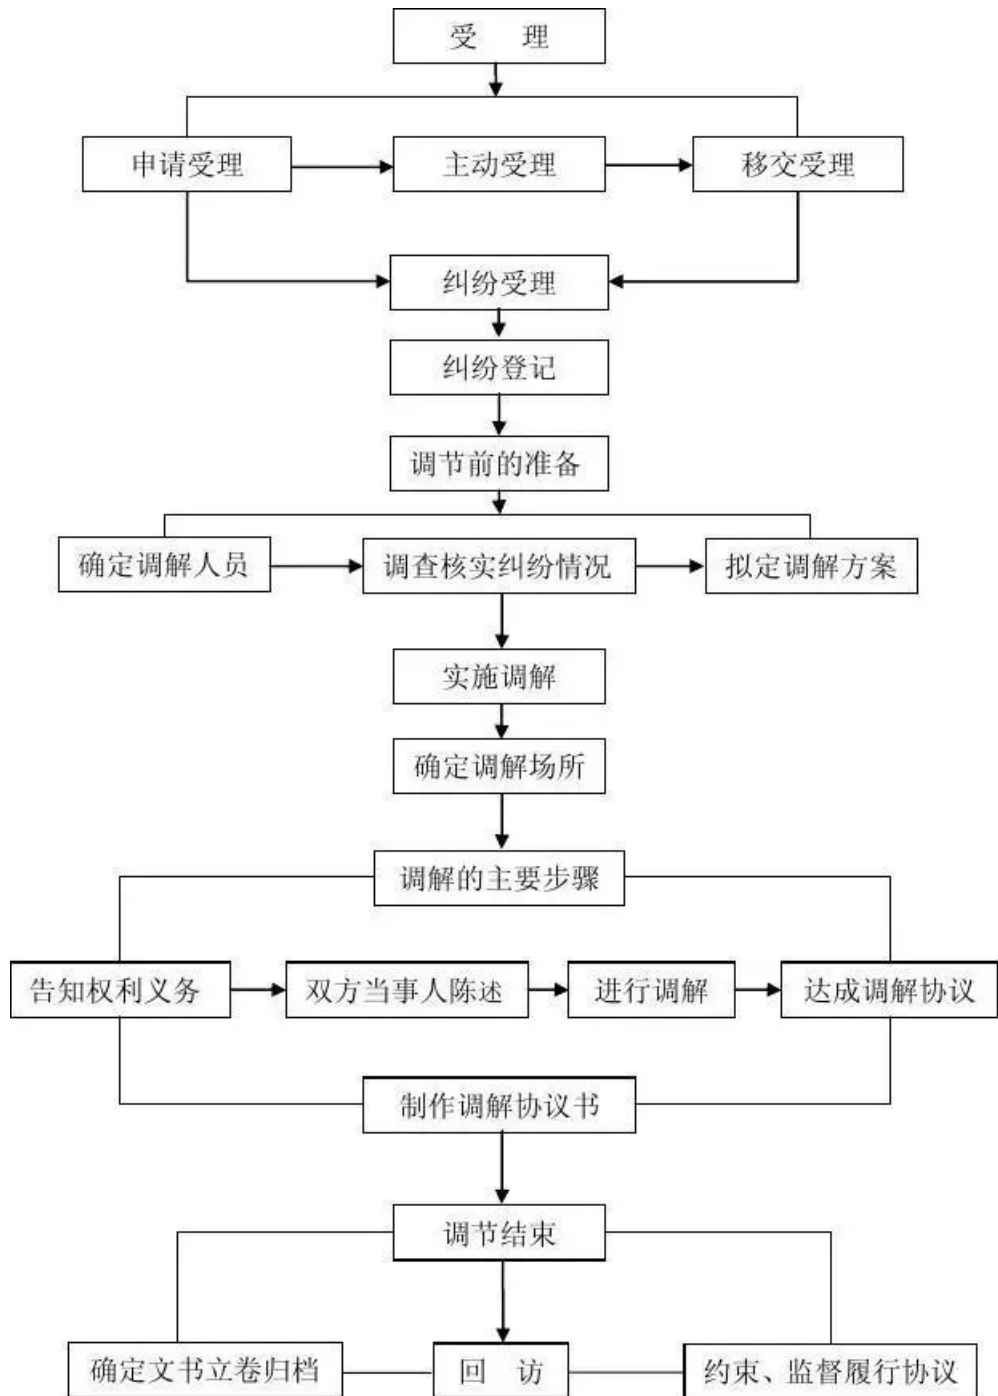 受 理
申请受理
主动受理
移交受理
纠纷受理
纠纷登记
调节前的准备
确定调解人员
调查核实纠纷情况
拟定调解方案
实施调解
确定调解场所
调解的主要步骤
告知权利义务
双方当事人陈述
进行调解
达成调解协议
制作调解协议书
调节结束
确定文书立卷归档
回 访
约束、监督履行协议